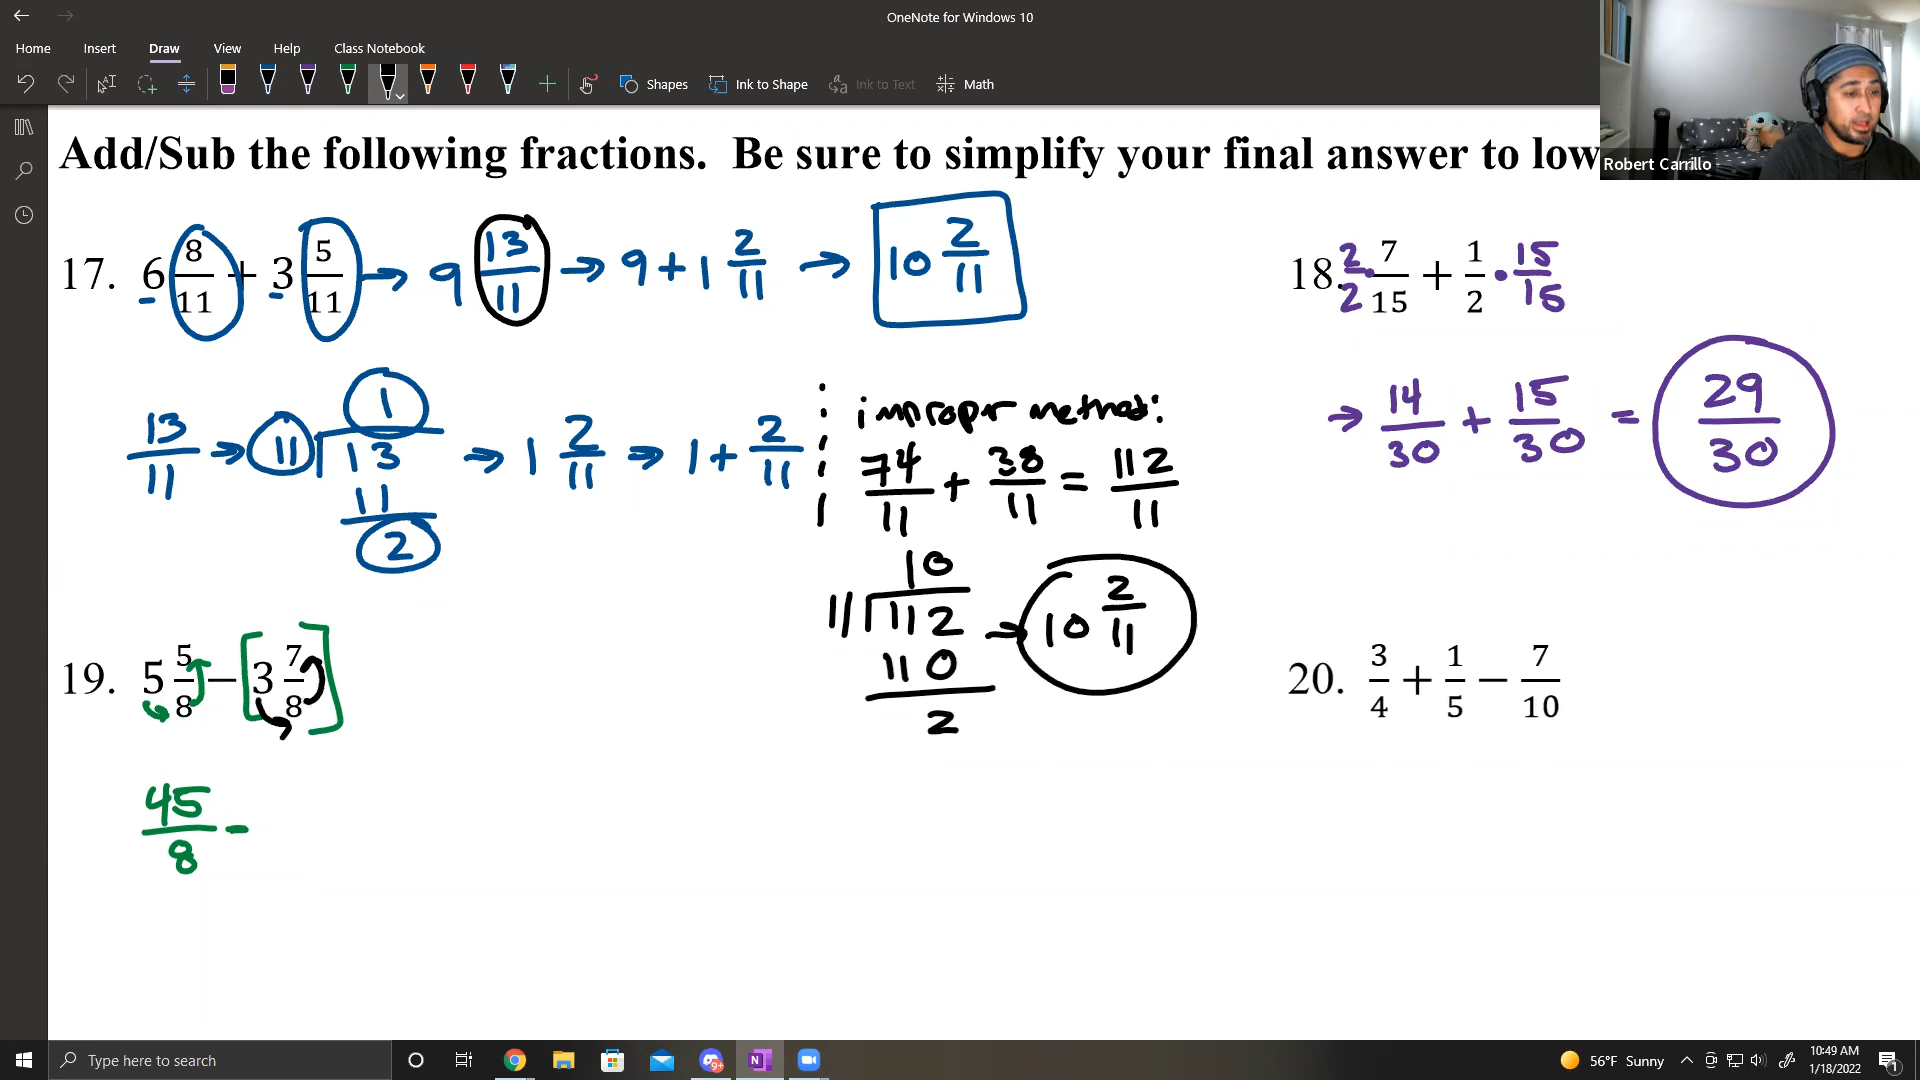 OneNote for Windows 10
Home Insert Draw View Help Class Notebook
Shapes Ink to Shape Ink to Text Math
Robert Carrillo
Add/Sub the following fractions. Be sure to simplify your final answer to low
17. 6 8/11 + 3 5/11 → 9 13/11 → 9 + 1 2/11 → 10 2/11
13/11 → 11 13 1 11 2 → 1 2/11 → 1 + 2/11
impropr method:
74/11 + 38/11 = 112/11
10
11 112 → 10 2/11
110
2
18. 2/2 · 7/15 + 1/2 · 15/15
→ 14/30 + 15/30 = 29/30
19. 5 5/8 − [3 7/8]
45/8 -
20. 3/4 + 1/5 − 7/10
Type here to search
9+
N
56°F Sunny
10:49 AM
1/18/2022
1